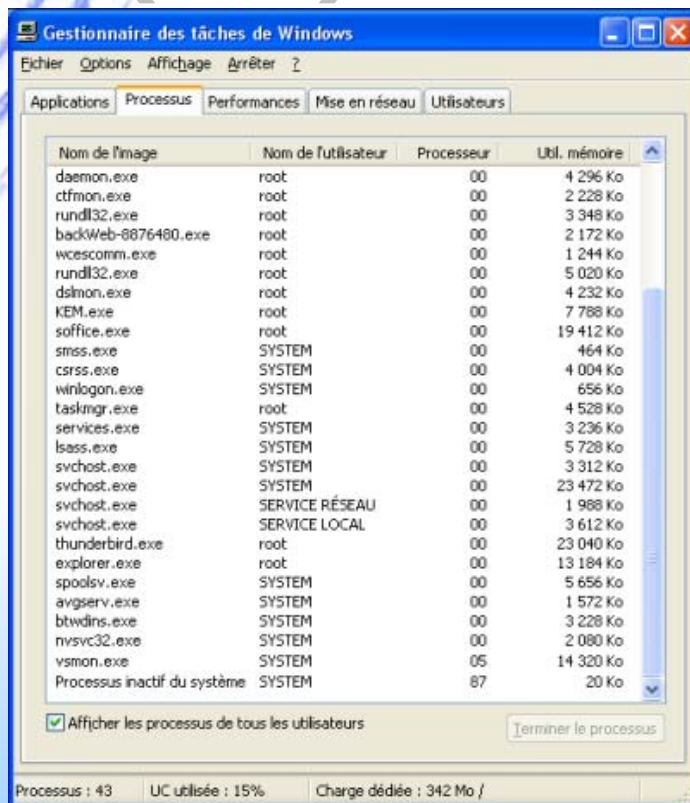 Gestionnaire des tâches de Windows
Fichier Options Affichage Arrêter ?
Applications Processus Performances Mise en réseau Utilisateurs
Nom de l'image Nom de l'utilisateur Processeur Util. mémoire
daemon.exe root 00 4 296 Ko
ctfmon.exe root 00 2 228 Ko
rundll32.exe root 00 3 348 Ko
backWeb-8876480.exe root 00 2 172 Ko
wcescomm.exe root 00 1 244 Ko
rundll32.exe root 00 5 020 Ko
dslmon.exe root 00 4 232 Ko
KEM.exe root 00 7 788 Ko
soffice.exe root 00 19 412 Ko
smss.exe SYSTEM 00 464 Ko
csrss.exe SYSTEM 00 4 004 Ko
winlogon.exe SYSTEM 00 656 Ko
taskmgr.exe root 00 4 528 Ko
services.exe SYSTEM 00 3 236 Ko
lsass.exe SYSTEM 00 5 728 Ko
svchost.exe SYSTEM 00 3 312 Ko
svchost.exe SYSTEM 00 23 472 Ko
svchost.exe SERVICE RÉSEAU 00 1 988 Ko
svchost.exe SERVICE LOCAL 00 3 612 Ko
thunderbird.exe root 00 23 040 Ko
explorer.exe root 00 13 184 Ko
spoolsv.exe SYSTEM 00 5 656 Ko
avgserv.exe SYSTEM 00 1 572 Ko
btwdins.exe SYSTEM 00 3 228 Ko
nvsvc32.exe SYSTEM 00 2 080 Ko
vsmon.exe SYSTEM 05 14 320 Ko
Processus inactif du système SYSTEM 87 20 Ko
Afficher les processus de tous les utilisateurs
Terminer le processus
Processus : 43 UC utilisée : 15% Charge dédiée : 342 Mo /